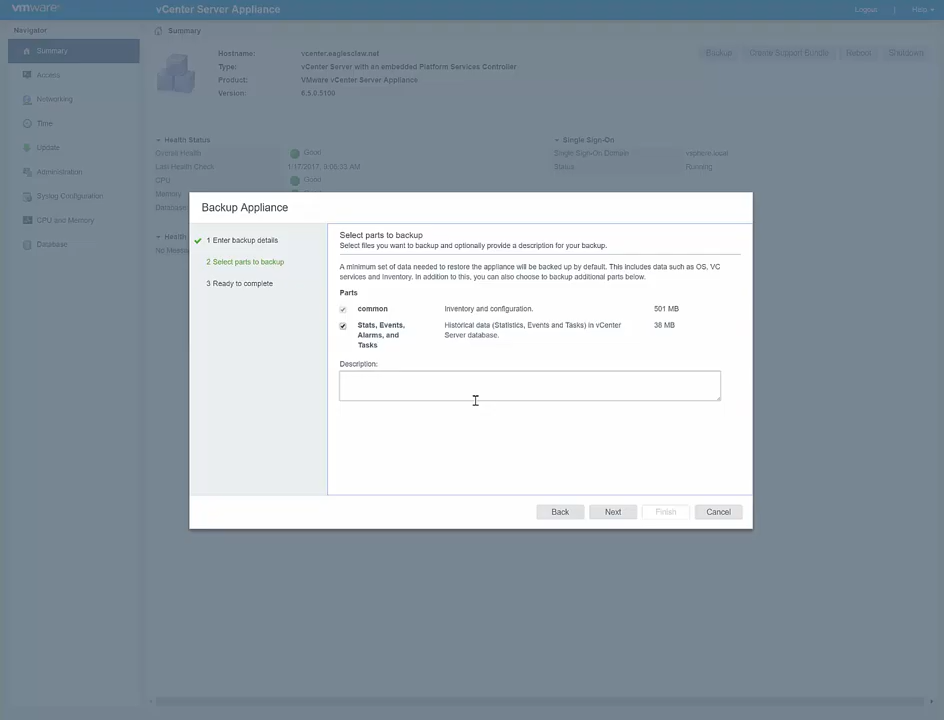 vmware
vCenter Server Appliance
Logout | Help
Navigator
Summary
Summary
Access
Networking
Time
Update
Administration
Syslog Configuration
CPU and Memory
Database
Hostname: vcenter.eaglesclaw.net
Type: vCenter Server with an embedded Platform Services Controller
Product: VMware vCenter Server Appliance
Version: 6.5.0.5100
Backup Create Support Bundle Reboot Shutdown
Health Status
Overall Health Good
Last Health Check 1/17/2017, 9:06:33 AM
CPU Good
Memory
Database
Health
No Messa
Single Sign-On
Single Sign-On Domain vsphere.local
Status Running
Backup Appliance
1 Enter backup details
2 Select parts to backup
3 Ready to complete
Select parts to backup
Select files you want to backup and optionally provide a description for your backup.
A minimum set of data needed to restore the appliance will be backed up by default. This includes data such as OS, VC
services and Inventory. In addition to this, you can also choose to backup additional parts below.
Parts
common Inventory and configuration. 501 MB
Stats, Events, Historical data (Statistics, Events and Tasks) in vCenter 38 MB
Alarms, and Server database.
Tasks
Description:
Back Next Finish Cancel